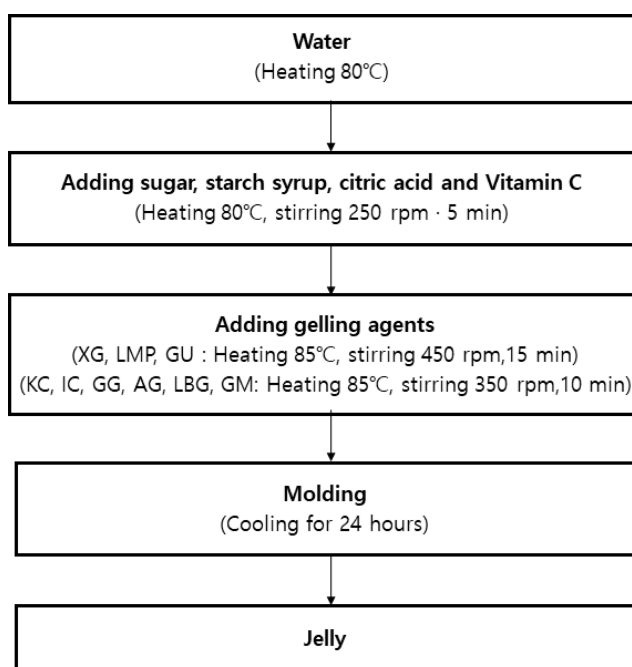 Water
(Heating 80℃)
Adding sugar, starch syrup, citric acid and Vitamin C
(Heating 80℃, stirring 250 rpm · 5 min)
Adding gelling agents
(XG, LMP, GU : Heating 85℃, stirring 450 rpm,15 min)
(KC, IC, GG, AG, LBG, GM: Heating 85℃, stirring 350 rpm,10 min)
Molding
(Cooling for 24 hours)
Jelly